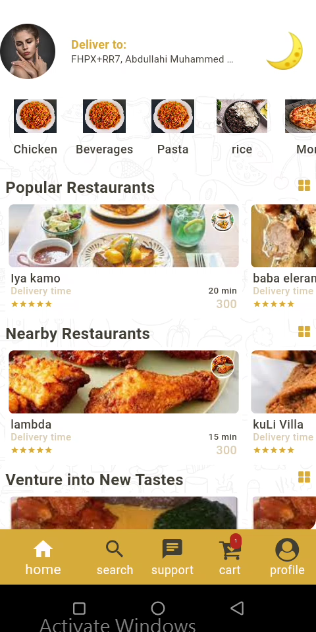 Deliver to:
FHPX+RR7, Abdullahi Muhammed ...
Chicken Beverages Pasta rice Mor
Popular Restaurants
Iya kamo baba eleran
Delivery time 20 min Delivery time
300
Nearby Restaurants
lambda kuLi Villa
Delivery time 15 min Delivery time
300
Venture into New Tastes
home search support cart profile
Activate Windows